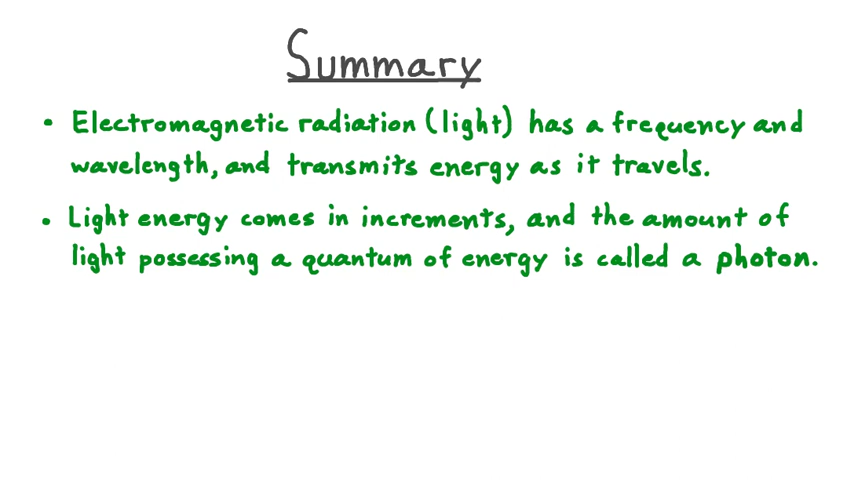 Summary
• Electromagnetic radiation (light) has a frequency and
wavelength, and transmits energy as it travels.
• Light energy comes in increments, and the amount of
light possessing a quantum of energy is called a photon.